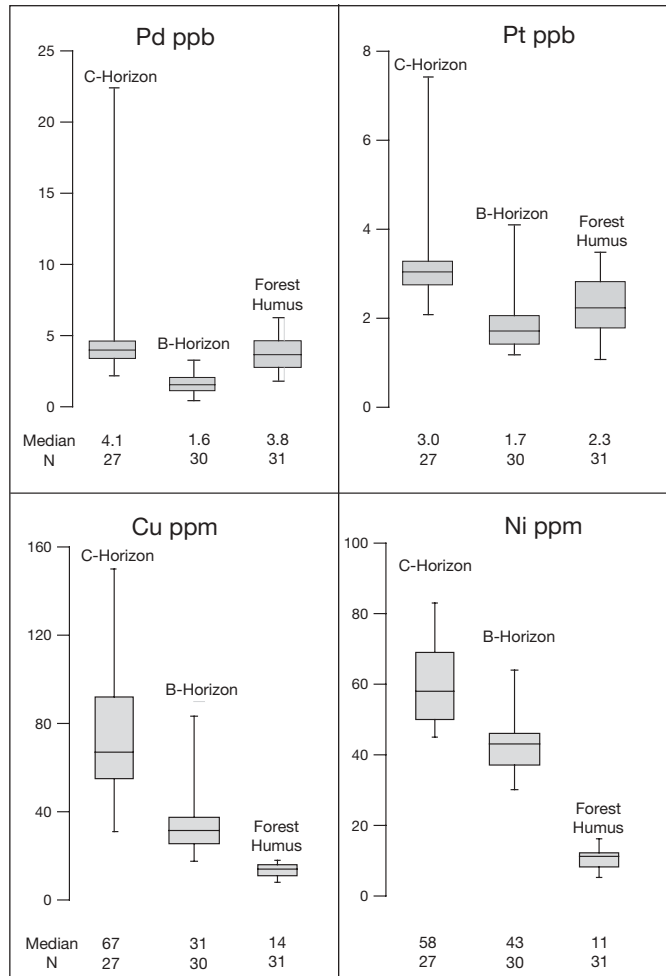 Pd ppb
25
20
15
10
5
0
C-Horizon
B-Horizon
Forest
Humus
Median 4.1 1.6 3.8
N 27 30 31
Pt ppb
8
6
4
2
0
C-Horizon
B-Horizon
Forest
Humus
3.0 1.7 2.3
27 30 31
Cu ppm
160
120
80
40
0
C-Horizon
B-Horizon
Forest
Humus
Median 67 31 14
N 27 30 31
Ni ppm
100
80
60
40
20
0
C-Horizon
B-Horizon
Forest
Humus
58 43 11
27 30 31